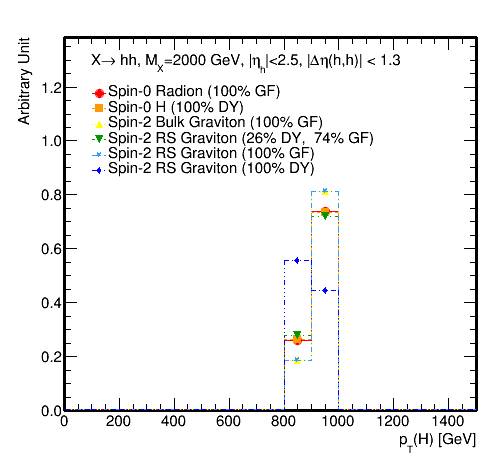 X→ hh, M_X=2000 GeV, |η_h|<2.5, |Δη(h,h)| < 1.3
Spin-0 Radion (100% GF)
Spin-0 H (100% DY)
Spin-2 Bulk Graviton (100% GF)
Spin-2 RS Graviton (26% DY, 74% GF)
Spin-2 RS Graviton (100% GF)
Spin-2 RS Graviton (100% DY)
Arbitrary Unit
1.2
1.0
0.8
0.6
0.4
0.2
0.0
0 200 400 600 800 1000 1200 1400
p_T(H) [GeV]